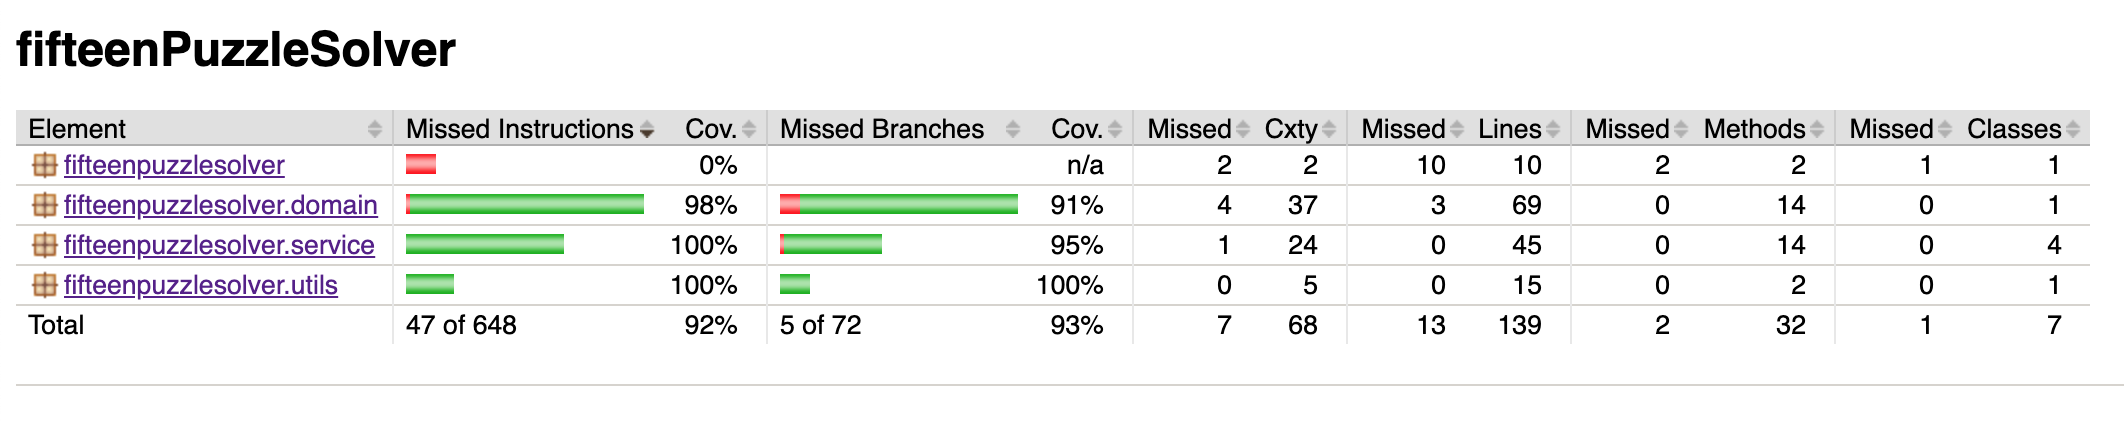 fifteenPuzzleSolver
Element Missed Instructions Cov. Missed Branches Cov. Missed Cxty Missed Lines Missed Methods Missed Classes
fifteenpuzzlesolver 0% n/a 2 2 10 10 2 2 1 1
fifteenpuzzlesolver.domain 98% 91% 4 37 3 69 0 14 0 1
fifteenpuzzlesolver.service 100% 95% 1 24 0 45 0 14 0 4
fifteenpuzzlesolver.utils 100% 100% 0 5 0 15 0 2 0 1
Total 47 of 648 92% 5 of 72 93% 7 68 13 139 2 32 1 7